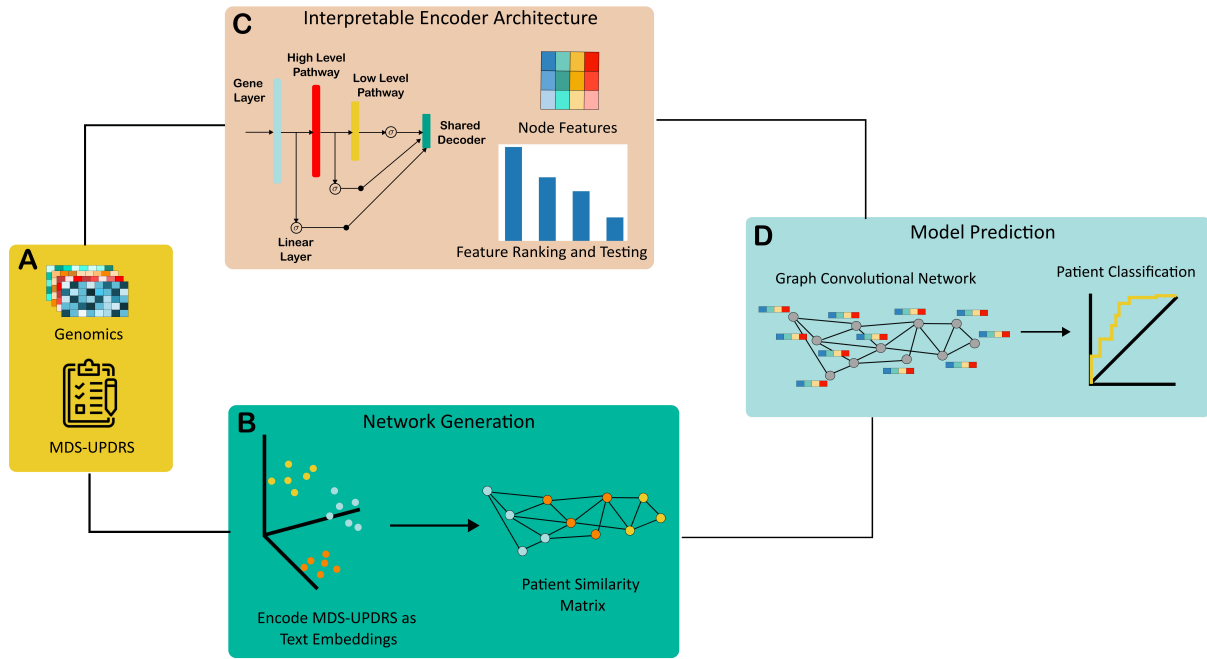 A
Genomics
MDS-UPDRS
B
Network Generation
Encode MDS-UPDRS as
Text Embeddings
Patient Similarity
Matrix
C
Interpretable Encoder Architecture
Gene
Layer
High Level
Pathway
Low Level
Pathway
σ
Shared
Decoder
σ
σ
Linear
Layer
Node Features
Feature Ranking and Testing
D
Model Prediction
Graph Convolutional Network
Patient Classification